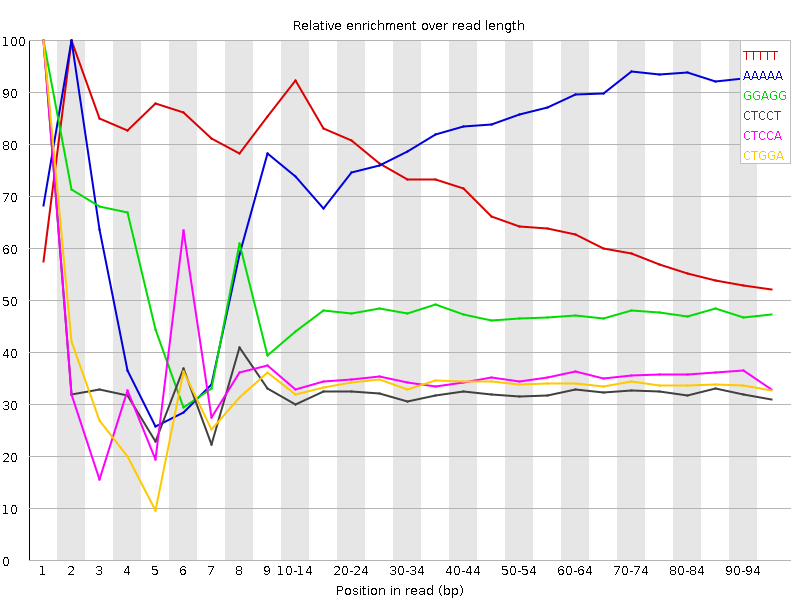 Relative enrichment over read length
100
90
80
70
60
50
40
30
20
10
0
TTTTT
AAAAA
GGAGG
CTCCT
CTCCA
CTGGA
1 2 3 4 5 6 7 8 9 10-14 20-24 30-34 40-44 50-54 60-64 70-74 80-84 90-94
Position in read (bp)